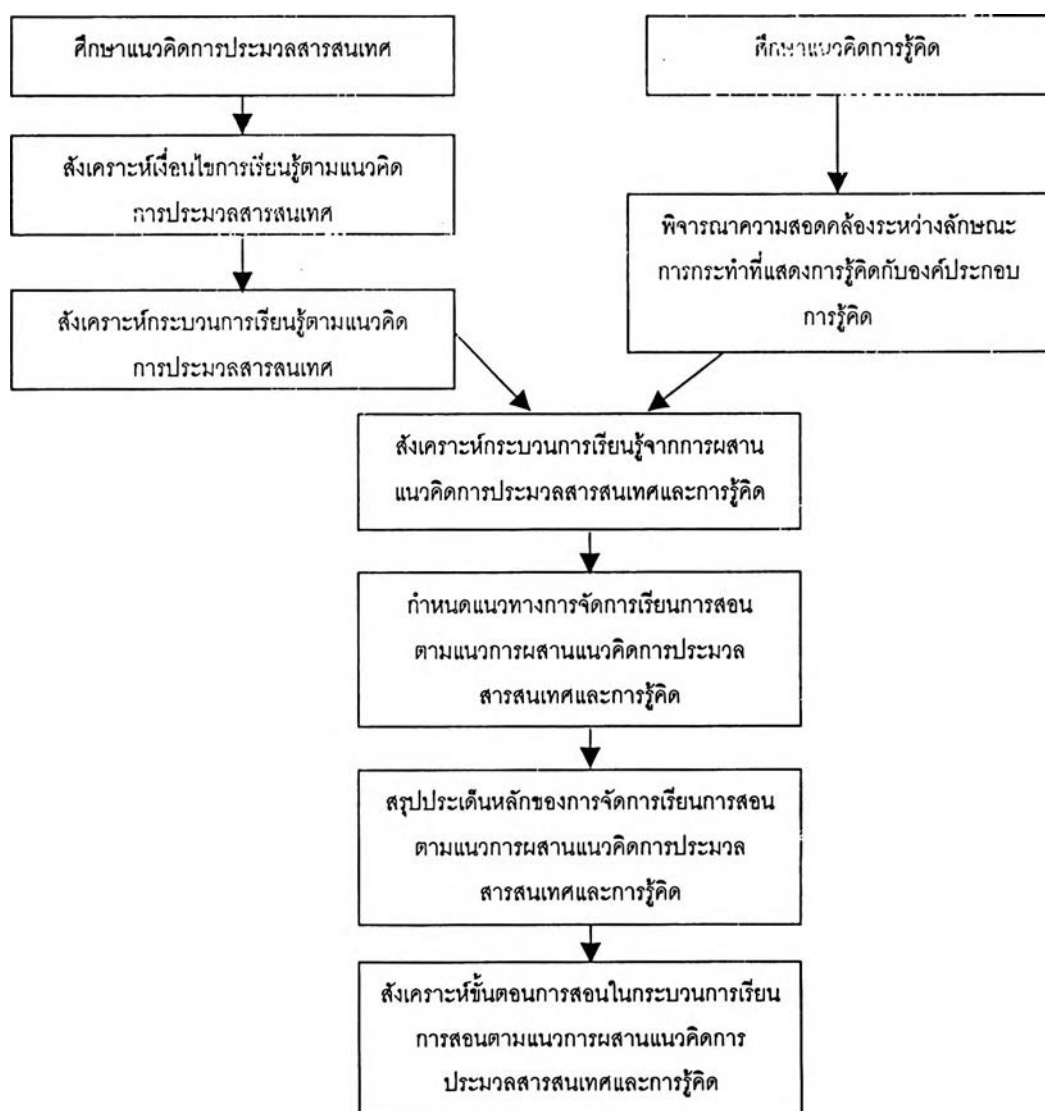 ศึกษาแนวคิดการประมวลสารสนเทศ
ศึกษาแนวคิดการรู้คิด
สังเคราะห์เงื่อนไขการเรียนรู้ตามแนวคิด
การประมวลสารสนเทศ
พิจารณาความสอดคล้องระหว่างลักษณะ
การกระทำที่แสดงการรู้คิดกับองค์ประกอบ
การรู้คิด
สังเคราะห์กระบวนการเรียนรู้ตามแนวคิด
การประมวลสารสนเทศ
สังเคราะห์กระบวนการเรียนรู้จากการผสาน
แนวคิดการประมวลสารสนเทศและการรู้คิด
กำหนดแนวทางการจัดการเรียนการสอน
ตามแนวการผสานแนวคิดการประมวล
สารสนเทศและการรู้คิด
สรุปประเด็นหลักของการจัดการเรียนการสอน
ตามแนวการผสานแนวคิดการประมวล
สารสนเทศและการรู้คิด
สังเคราะห์ขั้นตอนการสอนในกระบวนการเรียน
การสอนตามแนวการผสานแนวคิดการ
ประมวลสารสนเทศและการรู้คิด